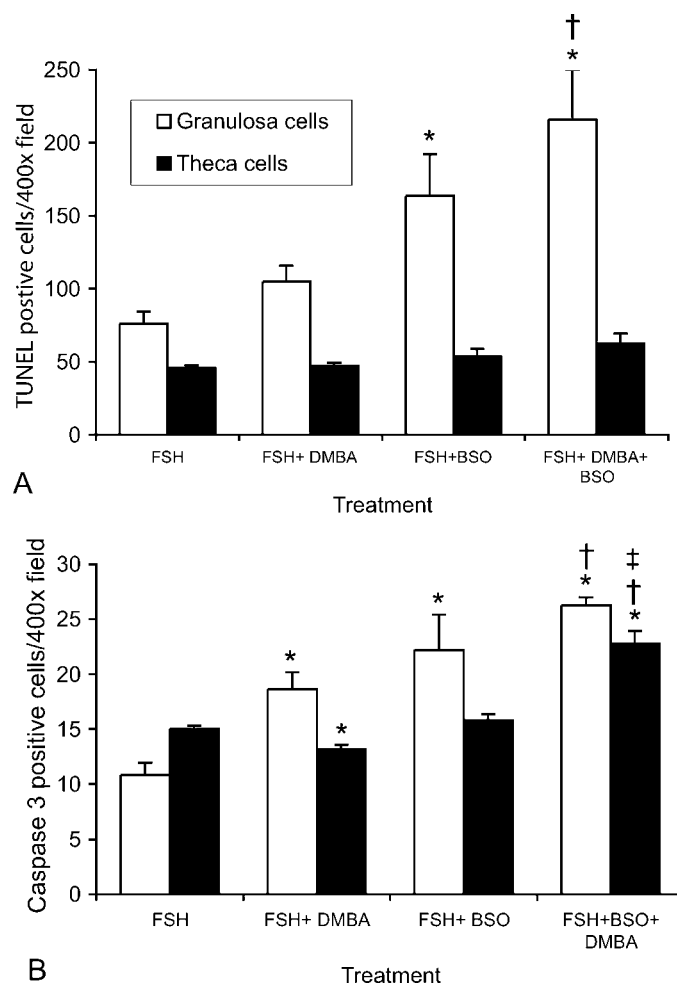 †
*
*
250
200
150
100
50
0
Granulosa cells
Theca cells
TUNEL postive cells/400x field
FSH
FSH+ DMBA
FSH+BSO
FSH+ DMBA+
BSO
A
Treatment
† ‡
* †
*
*
*
*
30
25
20
15
10
5
0
Caspase 3 positive cells/400x field
FSH
FSH+ DMBA
FSH+ BSO
FSH+BSO+
DMBA
B
Treatment